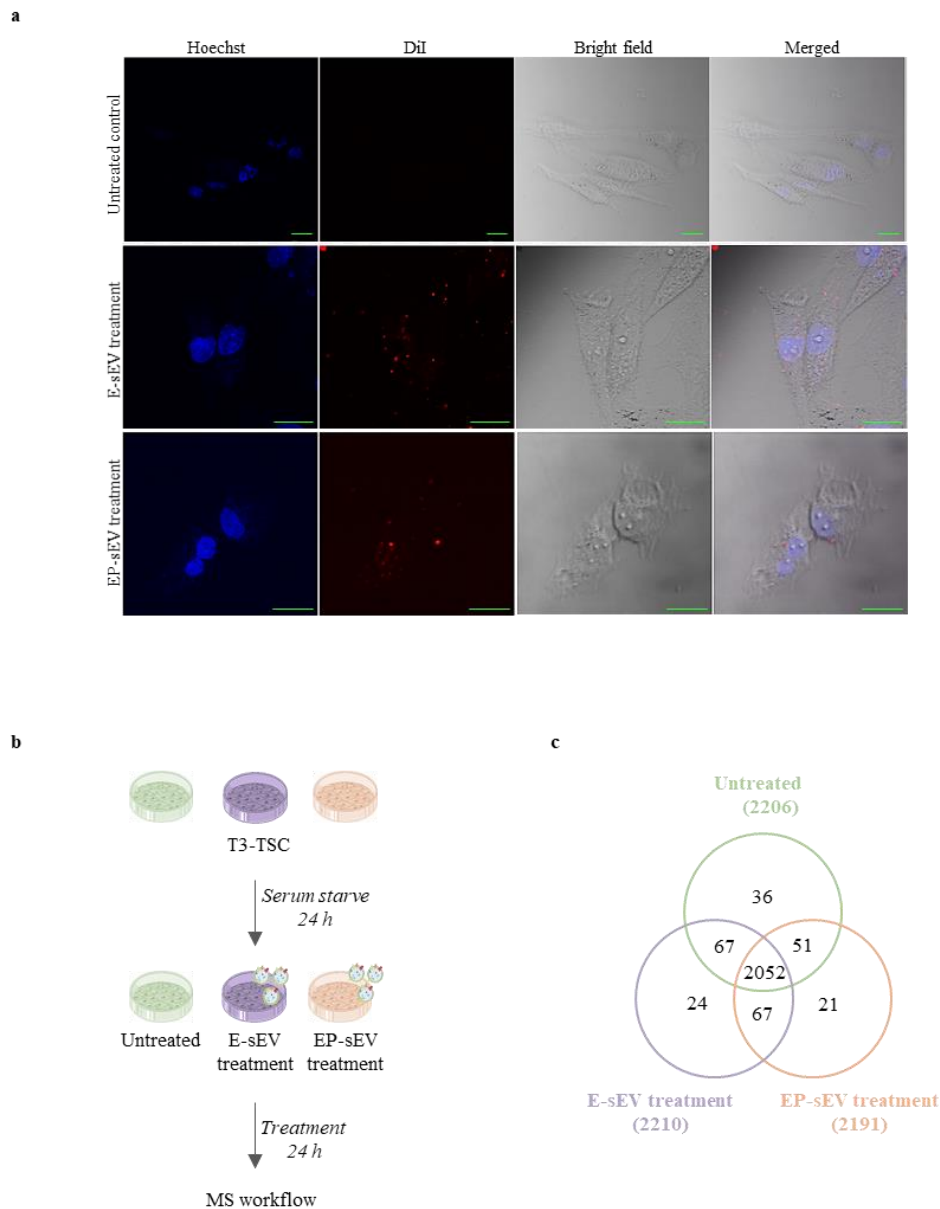 a
Hoechst
DiI
Bright field
Merged
Untreated control
E-sEV treatment
EP-sEV treatment
b
T3-TSC
Serum starve
24 h
Untreated
E-sEV
treatment
EP-sEV
treatment
Treatment
24 h
MS workflow
c
Untreated
(2206)
36
67
51
2052
24
67
21
E-sEV treatment
(2210)
EP-sEV treatment
(2191)